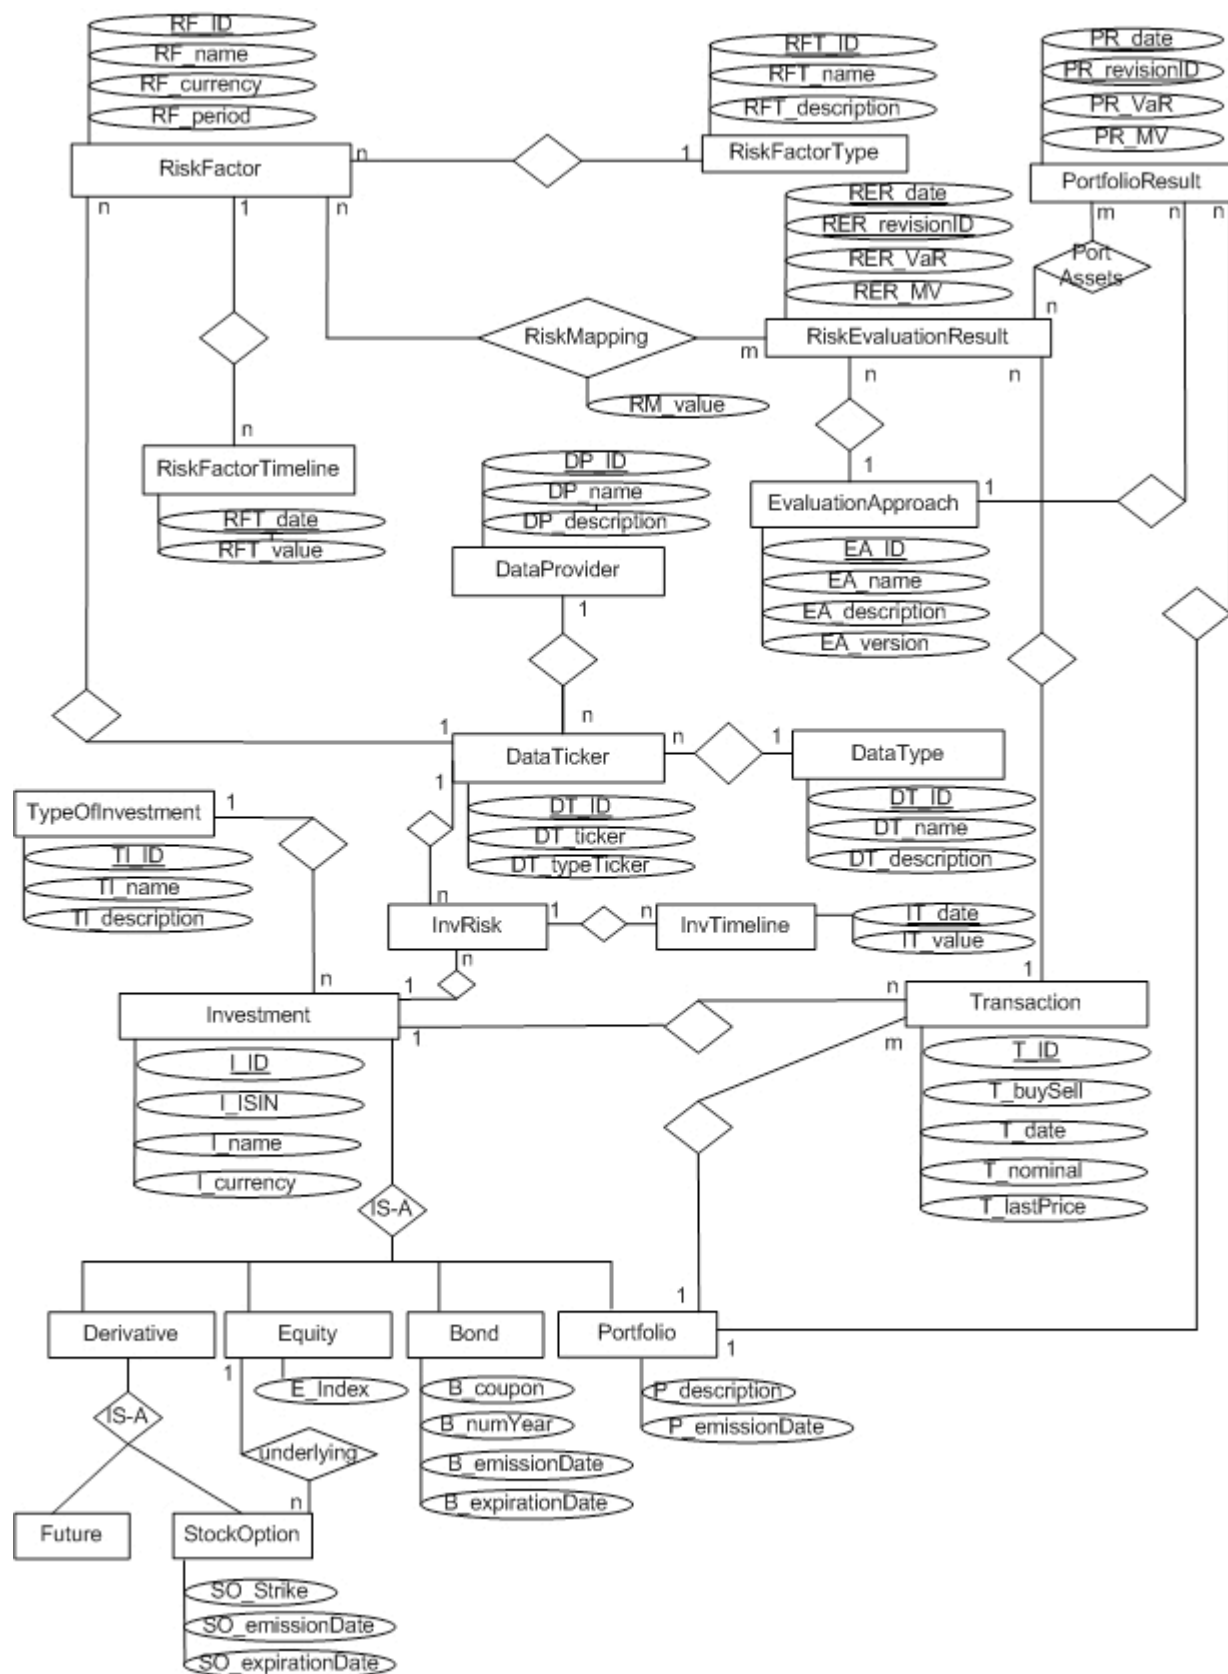 RF_ID
RF_name
RF_currency
RF_period
RiskFactor
n
1
n
n
1
RFT_ID
RFT_name
RFT_description
RiskFactorType
PR_date
PR_revisionID
PR_VaR
PR_MV
PortfolioResult
m
n
n
Port
Assets
RER_date
RER_revisionID
RER_VaR
RER_MV
n
RiskEvaluationResult
m
n
n
RiskMapping
RM_value
n
RiskFactorTimeline
RFT_date
RFT_value
DP_ID
DP_name
DP_description
DataProvider
1
1
EvaluationApproach
1
EA_ID
EA_name
EA_description
EA_version
n
1
DataTicker
n
1
DataType
1
DT_ID
DT_ticker
DT_typeTicker
DT_ID
DT_name
DT_description
TypeOfInvestment
1
TI_ID
TI_name
TI_description
n
InvRisk
1
n
InvTimeline
IT_date
IT_value
n
n
1
Investment
1
n
1
Transaction
m
I_ID
I_ISIN
I_name
I_currency
T_ID
T_buySell
T_date
T_nominal
T_lastPrice
IS-A
Derivative
Equity
Bond
1
Portfolio
1
1
E_Index
B_coupon
B_numYear
B_emissionDate
B_expirationDate
P_description
P_emissionDate
IS-A
underlying
n
Future
StockOption
SO_Strike
SO_emissionDate
SO_expirationDate